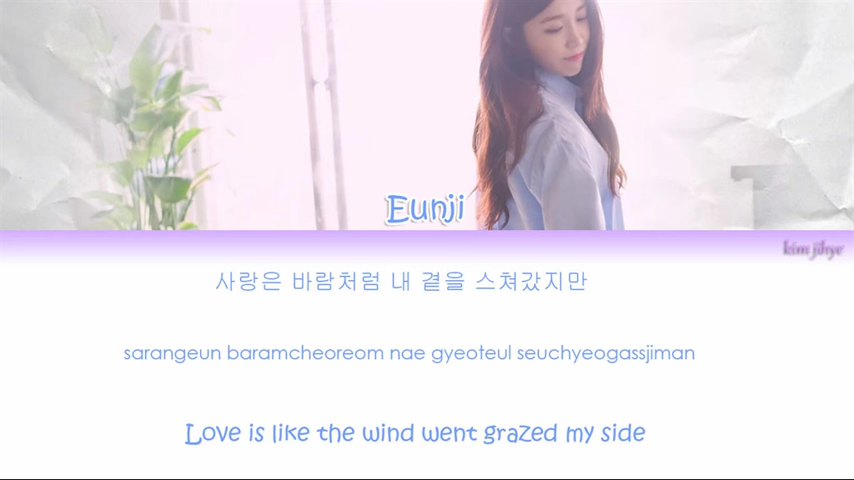 Eunji
kim jihye
사랑은 바람처럼 내 곁을 스쳐갔지만
sarangeun baramcheoreom nae gyeoteul seuchyeogassjiman
Love is like the wind went grazed my side